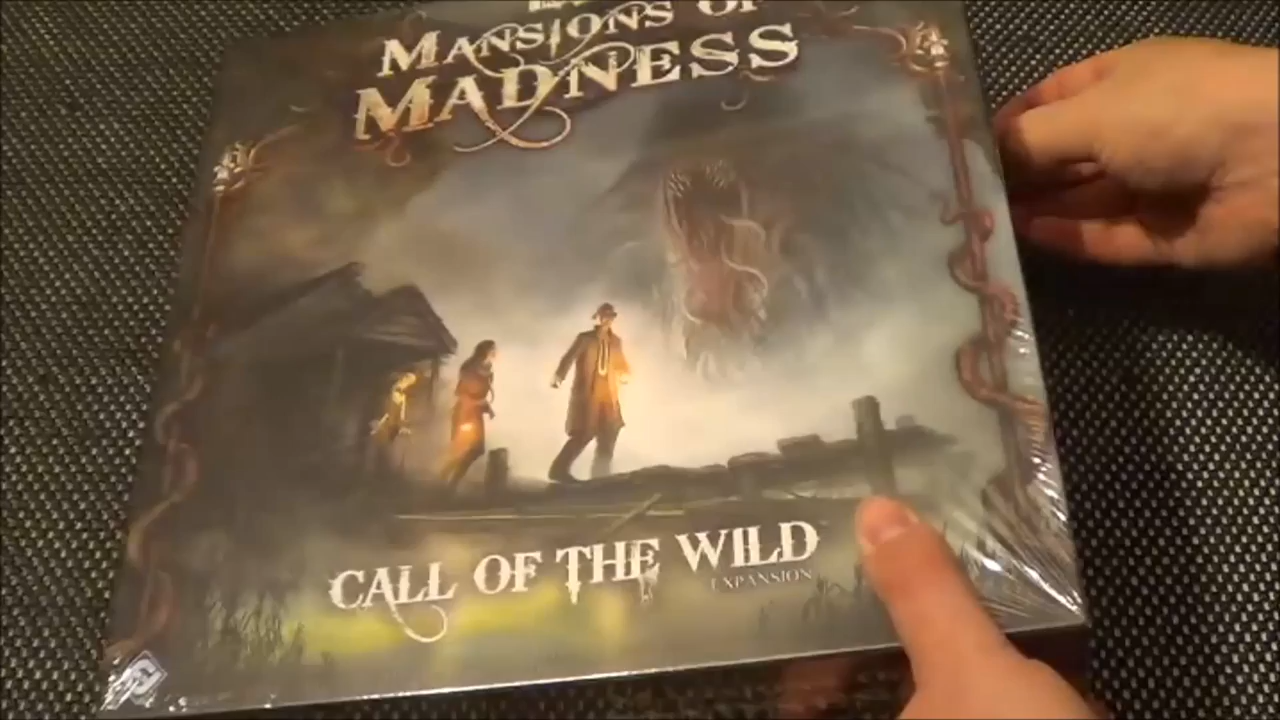 MANSIONS OF
MADNESS
CALL OF THE WILD
EXPANSION